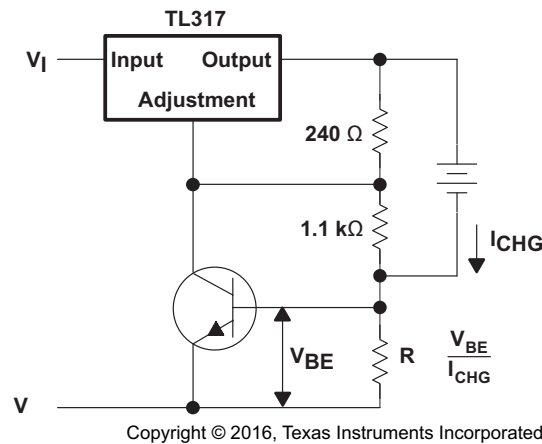 TL317
VI
Input Output
Adjustment
240 Ω
1.1 kΩ
ICHG
VBE
R
VBE
ICHG
V
Copyright © 2016, Texas Instruments Incorporated